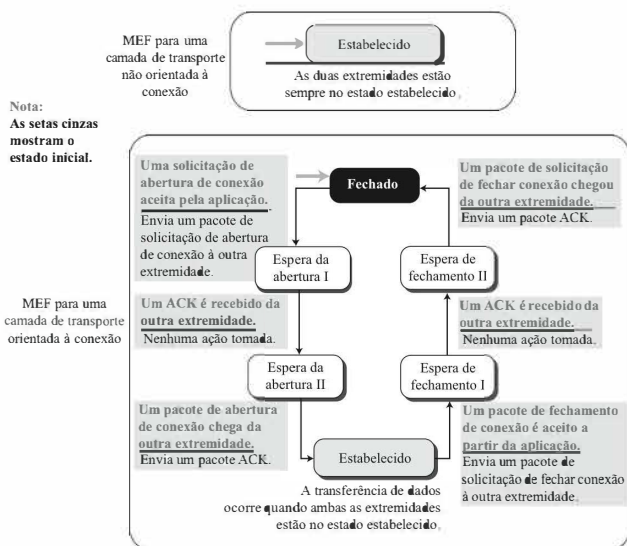 MEF para uma
camada de transporte
não orientada à
conexão
Estabelecido
As duas extremidades estão
sempre no estado estabelecido.
Nota:
As setas cinzas
mostram o
estado inicial.
Uma solicitação de
abertura de conexão
aceita pela aplicação.
Envia um pacote de
solicitação de abertura
de conexão à outra
extremidade.
Fechado
Um pacote de solicitação
de fechar conexão chegou
da outra extremidade.
Envia um pacote ACK.
Espera da
abertura I
Espera de
fechamento II
MEF para uma
camada de transporte
orientada à conexão
Um ACK é recebido da
outra extremidade.
Nenhuma ação tomada.
Um ACK é recebido da
outra extremidade.
Nenhuma ação tomada.
Espera da
abertura II
Espera de
fechamento I
Um pacote de abertura
de conexão chega da
outra extremidade.
Envia um pacote ACK.
Estabelecido
Um pacote de fechamento
de conexão é aceito a
partir da aplicação.
Envia um pacote de
solicitação de fechar conexão
à outra extremidade.
A transferência de dados
ocorre quando ambas as extremidades
estão no estado estabelecido.